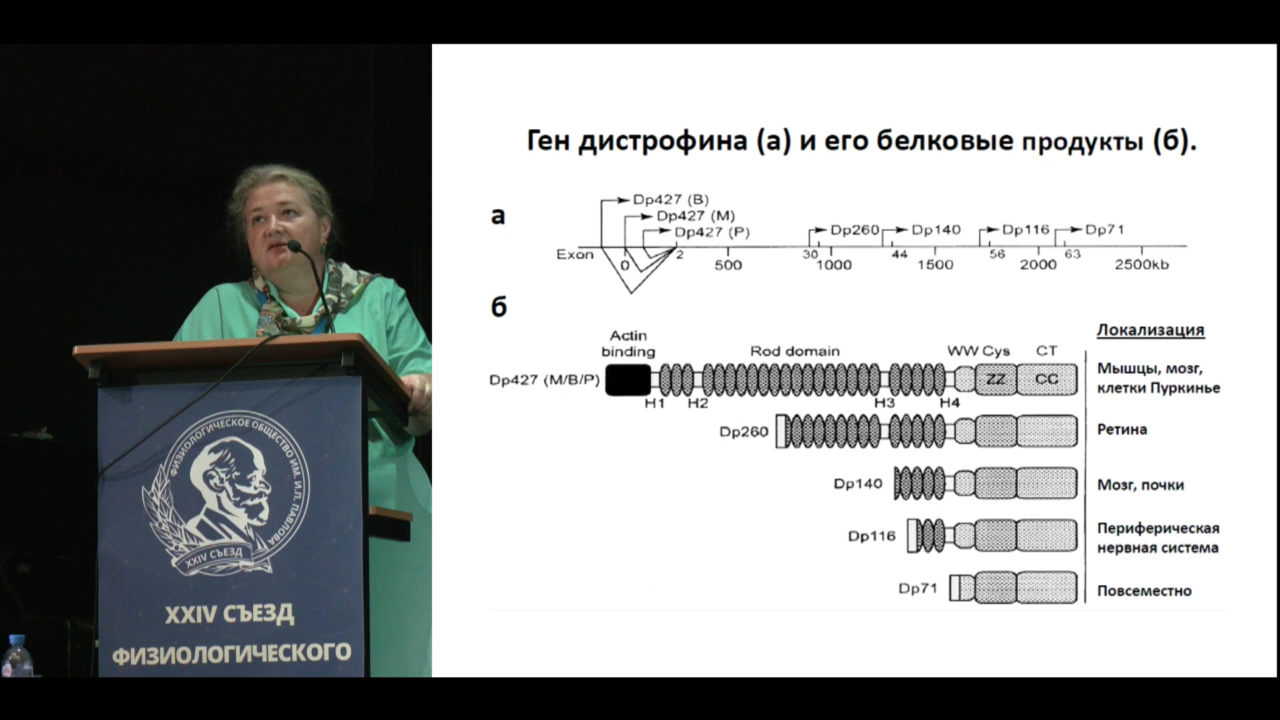 Ген дистрофина (а) и его белковые продукты (б).
а
Dp427 (B)
Dp427 (M)
Dp427 (P)
Dp260
Dp140
Dp116
Dp71
Exon
2
30
44
56
63
0
500
1000
1500
2000
2500kb
б
Локализация
Actin
binding
Rod domain
WW Cys
CT
Dp427 (M/B/P)
ZZ
CC
Мышцы, мозг,
клетки Пуркинье
H1
H2
H3
H4
Dp260
Ретина
Dp140
Мозг, почки
Dp116
Периферическая
нервная система
Dp71
Повсеместно
ФИЗИОЛОГИЧЕСКОЕ ОБЩЕСТВО ИМ. И.П. ПАВЛОВА
XXIV СЪЕЗД
XXIV СЪЕЗД
ФИЗИОЛОГИЧЕСКОГО